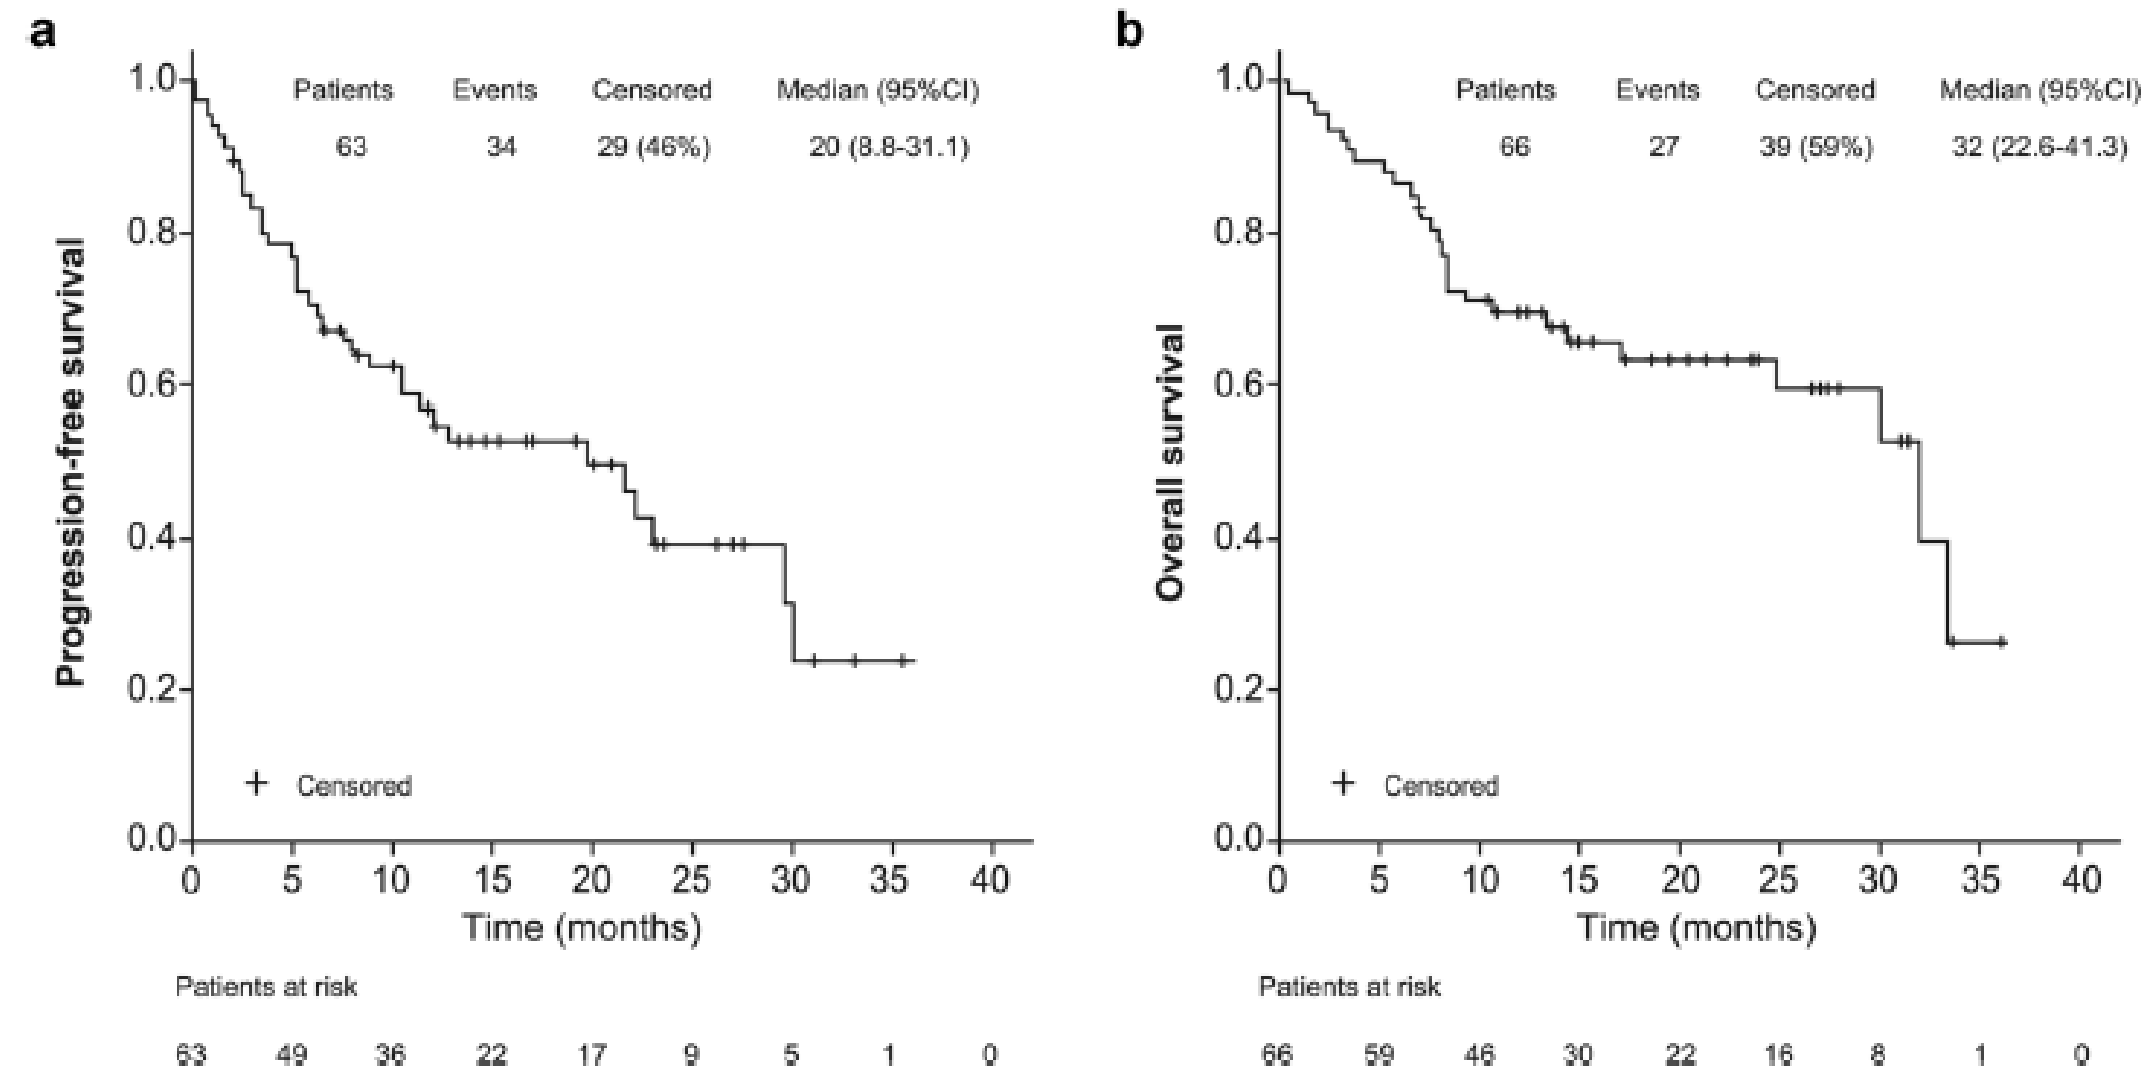 a
Patients Events Censored Median (95%CI)
63 34 29 (46%) 20 (8.8-31.1)
Progression-free survival
1.0
0.8
0.6
0.4
0.2
0.0
Censored
0 5 10 15 20 25 30 35 40
Time (months)
Patients at risk
63 49 36 22 17 9 5 1 0
b
Patients Events Censored Median (95%CI)
66 27 39 (59%) 32 (22.6-41.3)
Overall survival
1.0
0.8
0.6
0.4
0.2
0.0
Censored
0 5 10 15 20 25 30 35 40
Time (months)
Patients at risk
66 59 46 30 22 16 8 1 0